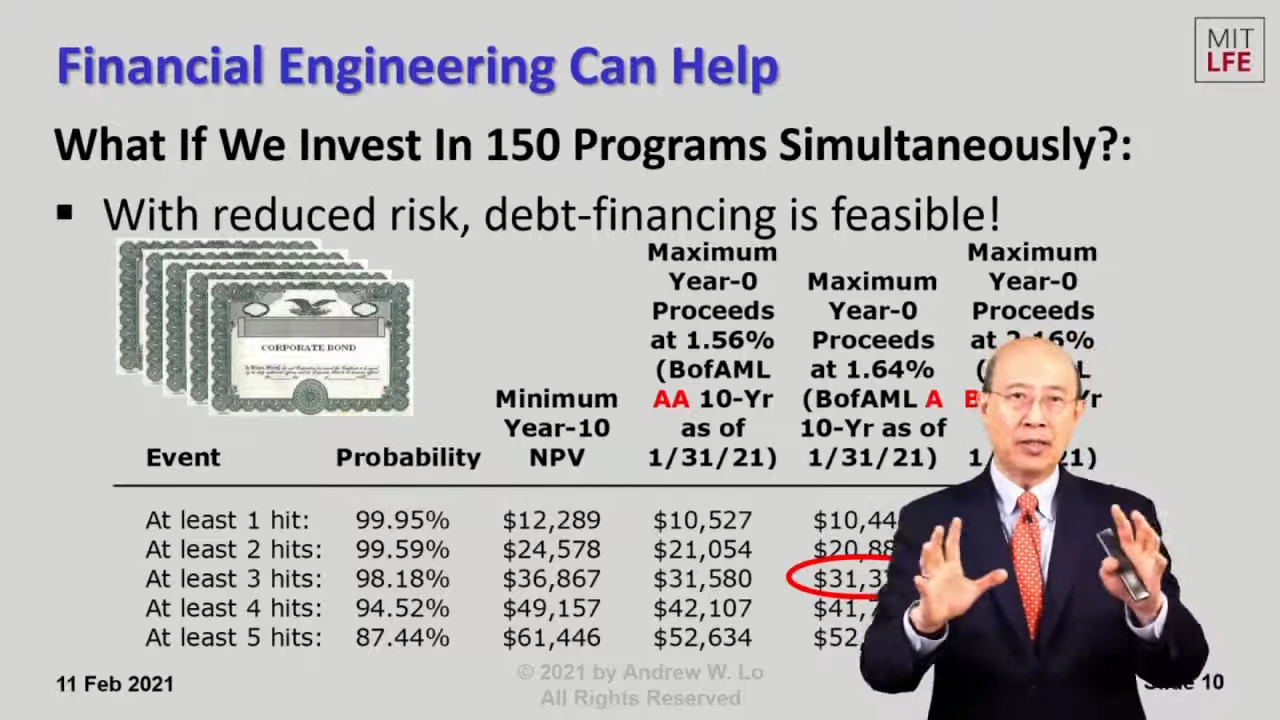 Financial Engineering Can Help
MIT
LFE
What If We Invest In 150 Programs Simultaneously?:
▪ With reduced risk, debt-financing is feasible!
CORPORATE BOND
Event
Probability
Minimum
Year-10
NPV
Maximum
Year-0
Proceeds
at 1.56%
(BofAML
AA 10-Yr
as of
1/31/21)
Maximum
Year-0
Proceeds
at 1.64%
(BofAML A
10-Yr as of
1/31/21)
Maximum
Year-0
Proceeds
at
At least 1 hit: 99.95% $12,289 $10,527
At least 2 hits: 99.59% $24,578 $21,054
At least 3 hits: 98.18% $36,867 $31,580
At least 4 hits: 94.52% $49,157 $42,107
At least 5 hits: 87.44% $61,446 $52,634
11 Feb 2021
© 2021 by Andrew W. Lo
All Rights Reserved
Slide 10